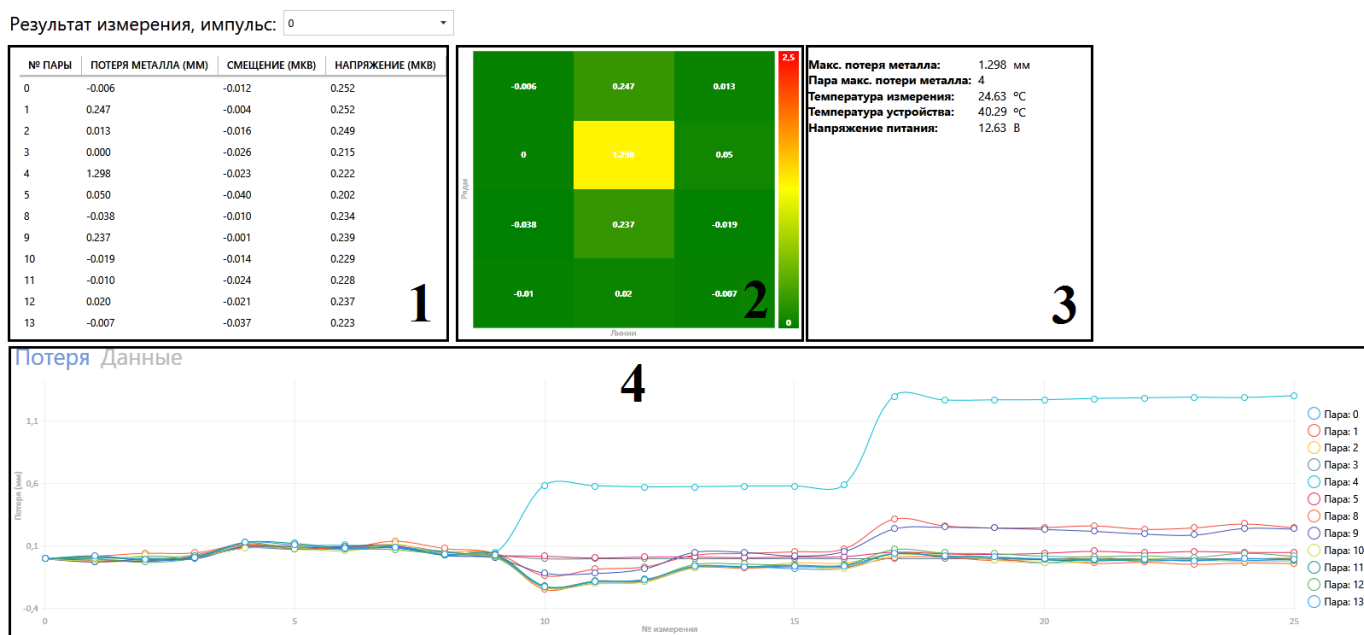 Результат измерения, импульс: 0
№ ПАРЫ ПОТЕРЯ МЕТАЛЛА (ММ) СМЕЩЕНИЕ (МКВ) НАПРЯЖЕНИЕ (МКВ)
0 -0.006 -0.012 0.252
1 0.247 -0.004 0.252
2 0.013 -0.016 0.249
3 0.000 -0.026 0.215
4 1.298 -0.023 0.222
5 0.050 -0.040 0.202
8 -0.038 -0.010 0.234
9 0.237 -0.001 0.239
10 -0.019 -0.014 0.229
11 -0.010 -0.024 0.228
12 0.020 -0.021 0.237
13 -0.007 -0.037 0.223
1
2,5
-0.006 0.247 0.013
0 1.298 0.05
Ряды
-0.038 0.237 -0.019
-0.01 0.02 -0.007
2
0
Линии
Макс. потеря металла: 1.298 мм
Пара макс. потери металла: 4
Температура измерения: 24.63 ºC
Температура устройства: 40.29 ºC
Напряжение питания: 12.63 В
3
Потеря Данные
4
1,1
0,6
0,1
-0,4
Потеря (мм)
0 5 10 15 20 25
№ измерения
Пара: 0
Пара: 1
Пара: 2
Пара: 3
Пара: 4
Пара: 5
Пара: 8
Пара: 9
Пара: 10
Пара: 11
Пара: 12
Пара: 13